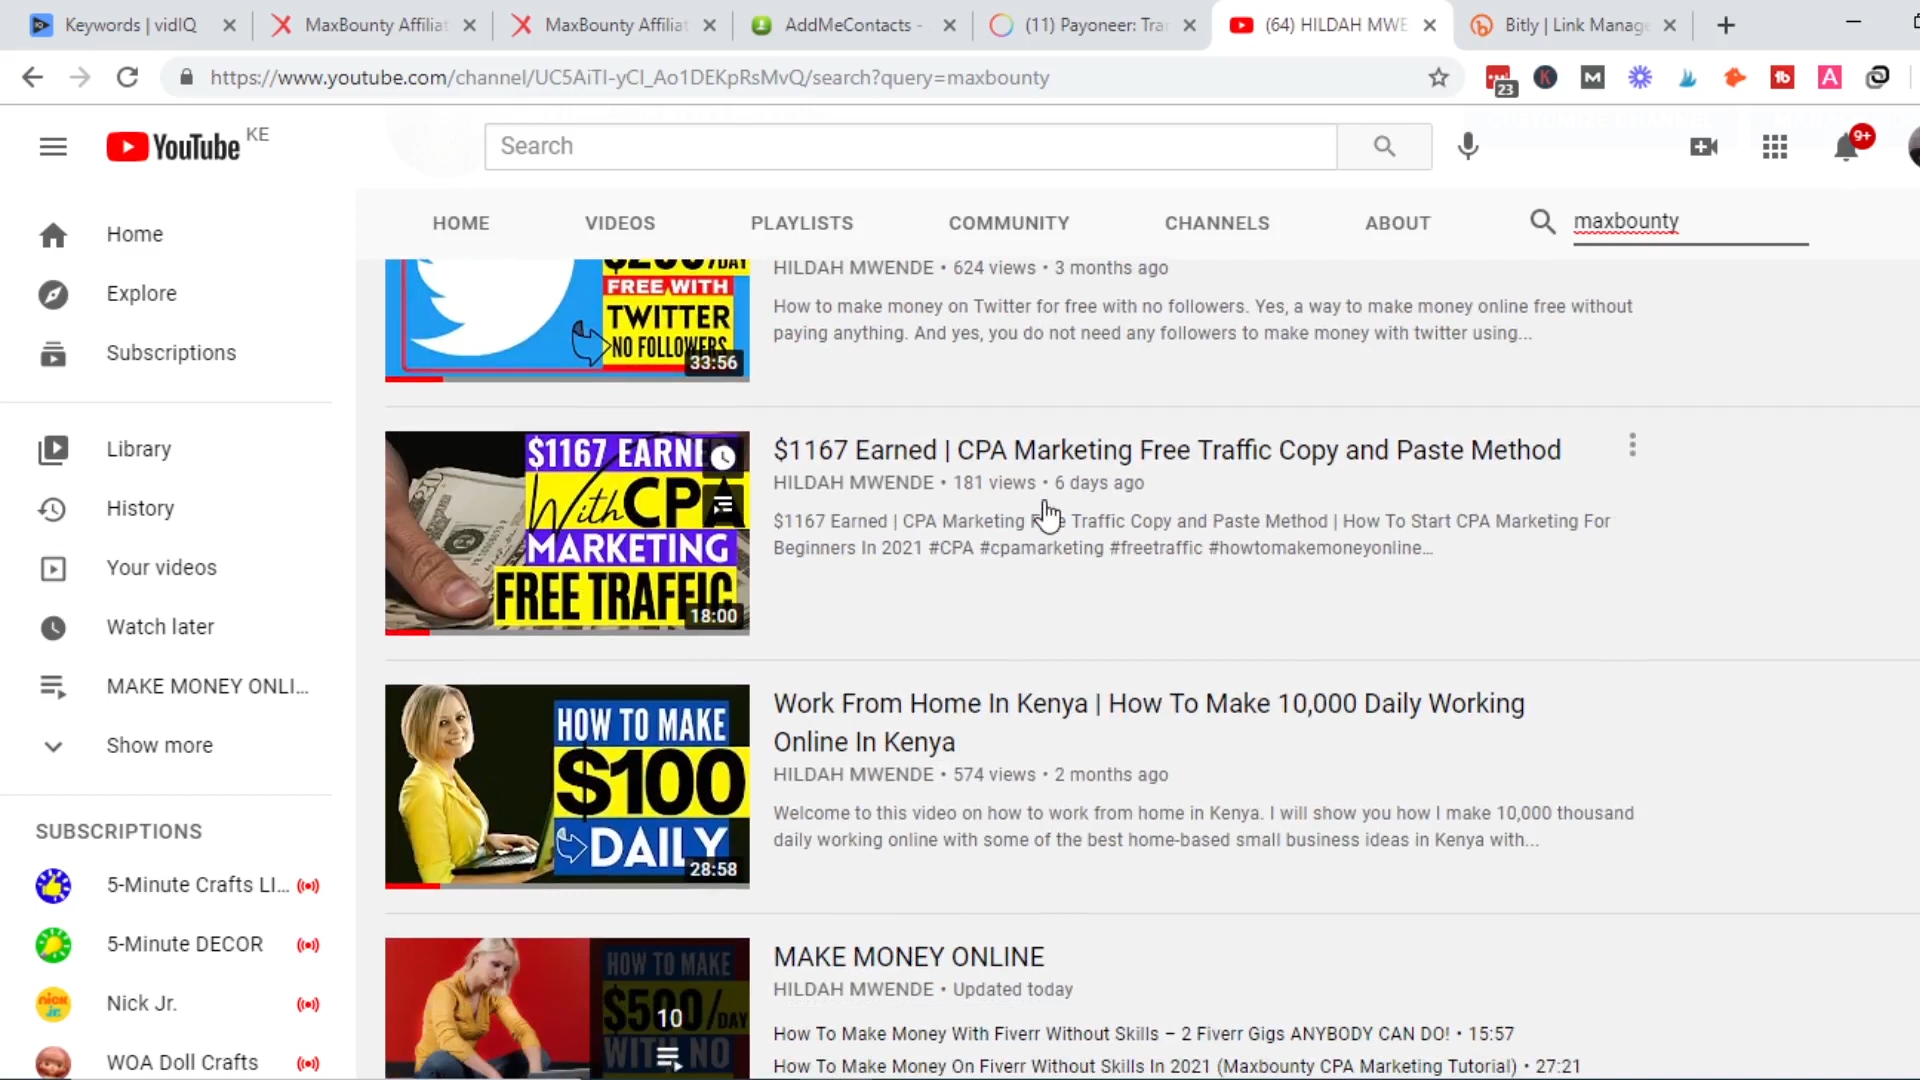 Keywords | vidIQ
MaxBounty Affiliat
MaxBounty Affiliat
AddMeContacts -
(11) Payoneer: Tra
(64) HILDAH MWE
Bitly | Link Manage
https://www.youtube.com/channel/UC5AiTI-yCI_Ao1DEKpRsMvQ/search?query=maxbounty
23
YouTube KE
Search
9+
HOME
VIDEOS
PLAYLISTS
COMMUNITY
CHANNELS
ABOUT
maxbounty
Home
Explore
Subscriptions
Library
History
Your videos
Watch later
MAKE MONEY ONLI...
Show more
SUBSCRIPTIONS
5-Minute Crafts LI...
5-Minute DECOR
Nick Jr.
WOA Doll Crafts
FREE WITH
TWITTER
NO FOLLOWERS
33:56
HILDAH MWENDE • 624 views • 3 months ago
How to make money on Twitter for free with no followers. Yes, a way to make money online free without
paying anything. And yes, you do not need any followers to make money with twitter using...
$1167 EARNE
With CPA
MARKETING
FREE TRAFFIC
18:00
$1167 Earned | CPA Marketing Free Traffic Copy and Paste Method
HILDAH MWENDE • 181 views • 6 days ago
$1167 Earned | CPA Marketing Free Traffic Copy and Paste Method | How To Start CPA Marketing For
Beginners In 2021 #CPA #cpamarketing #freetraffic #howtomakemoneyonline...
HOW TO MAKE
$100
DAILY
28:58
Work From Home In Kenya | How To Make 10,000 Daily Working
Online In Kenya
HILDAH MWENDE • 574 views • 2 months ago
Welcome to this video on how to work from home in Kenya. I will show you how I make 10,000 thousand
daily working online with some of the best home-based small business ideas in Kenya with...
HOW TO MAKE
$500/DAY
WITH NO
10
MAKE MONEY ONLINE
HILDAH MWENDE • Updated today
How To Make Money With Fiverr Without Skills – 2 Fiverr Gigs ANYBODY CAN DO! • 15:57
How To Make Money On Fiverr Without Skills In 2021 (Maxbounty CPA Marketing Tutorial) • 27:21